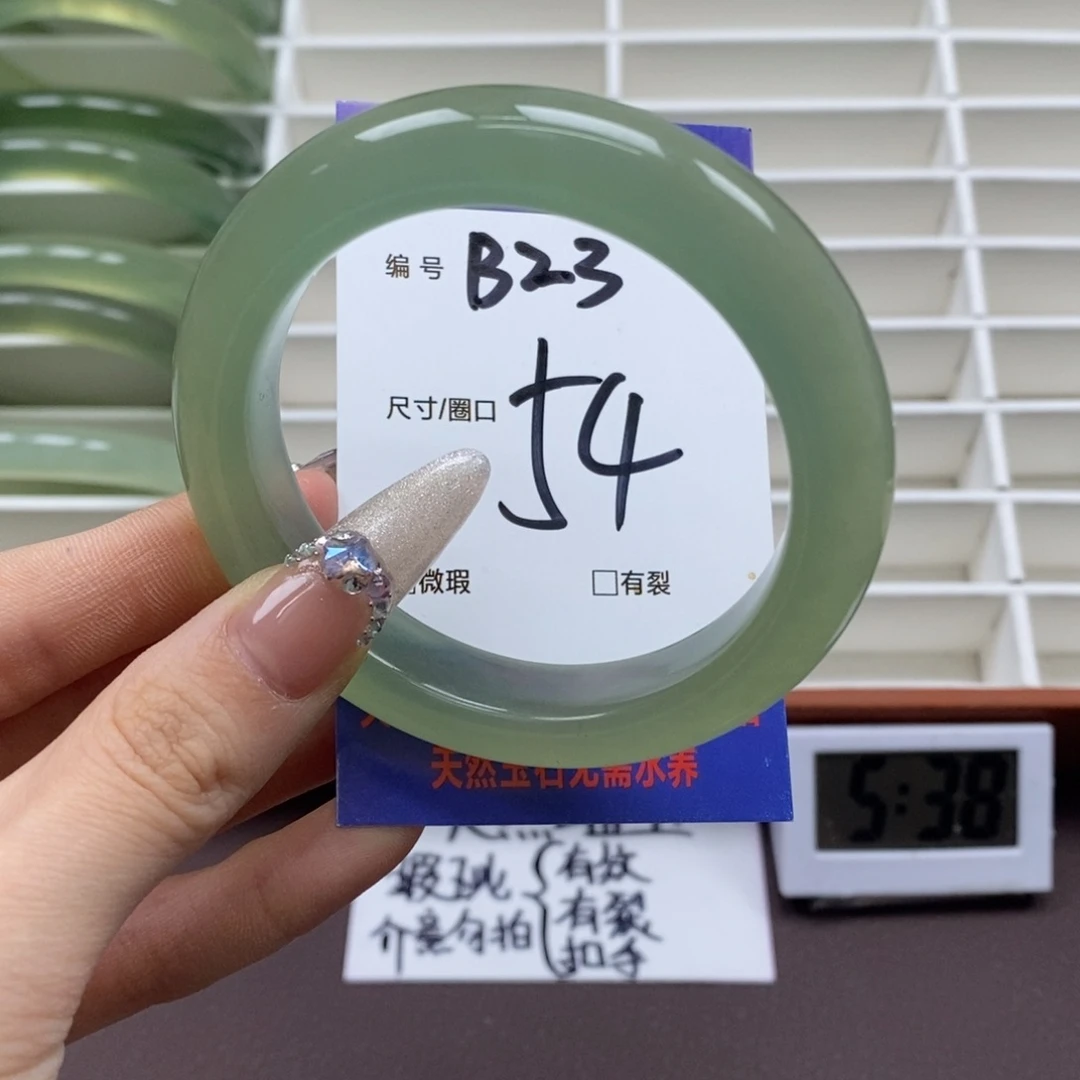 编号 B23
尺寸/圈口 54
微瑕 □有裂
天然玉石无需水养
5:38
瑕玼 有纹
介意勿拍 有裂
扣手